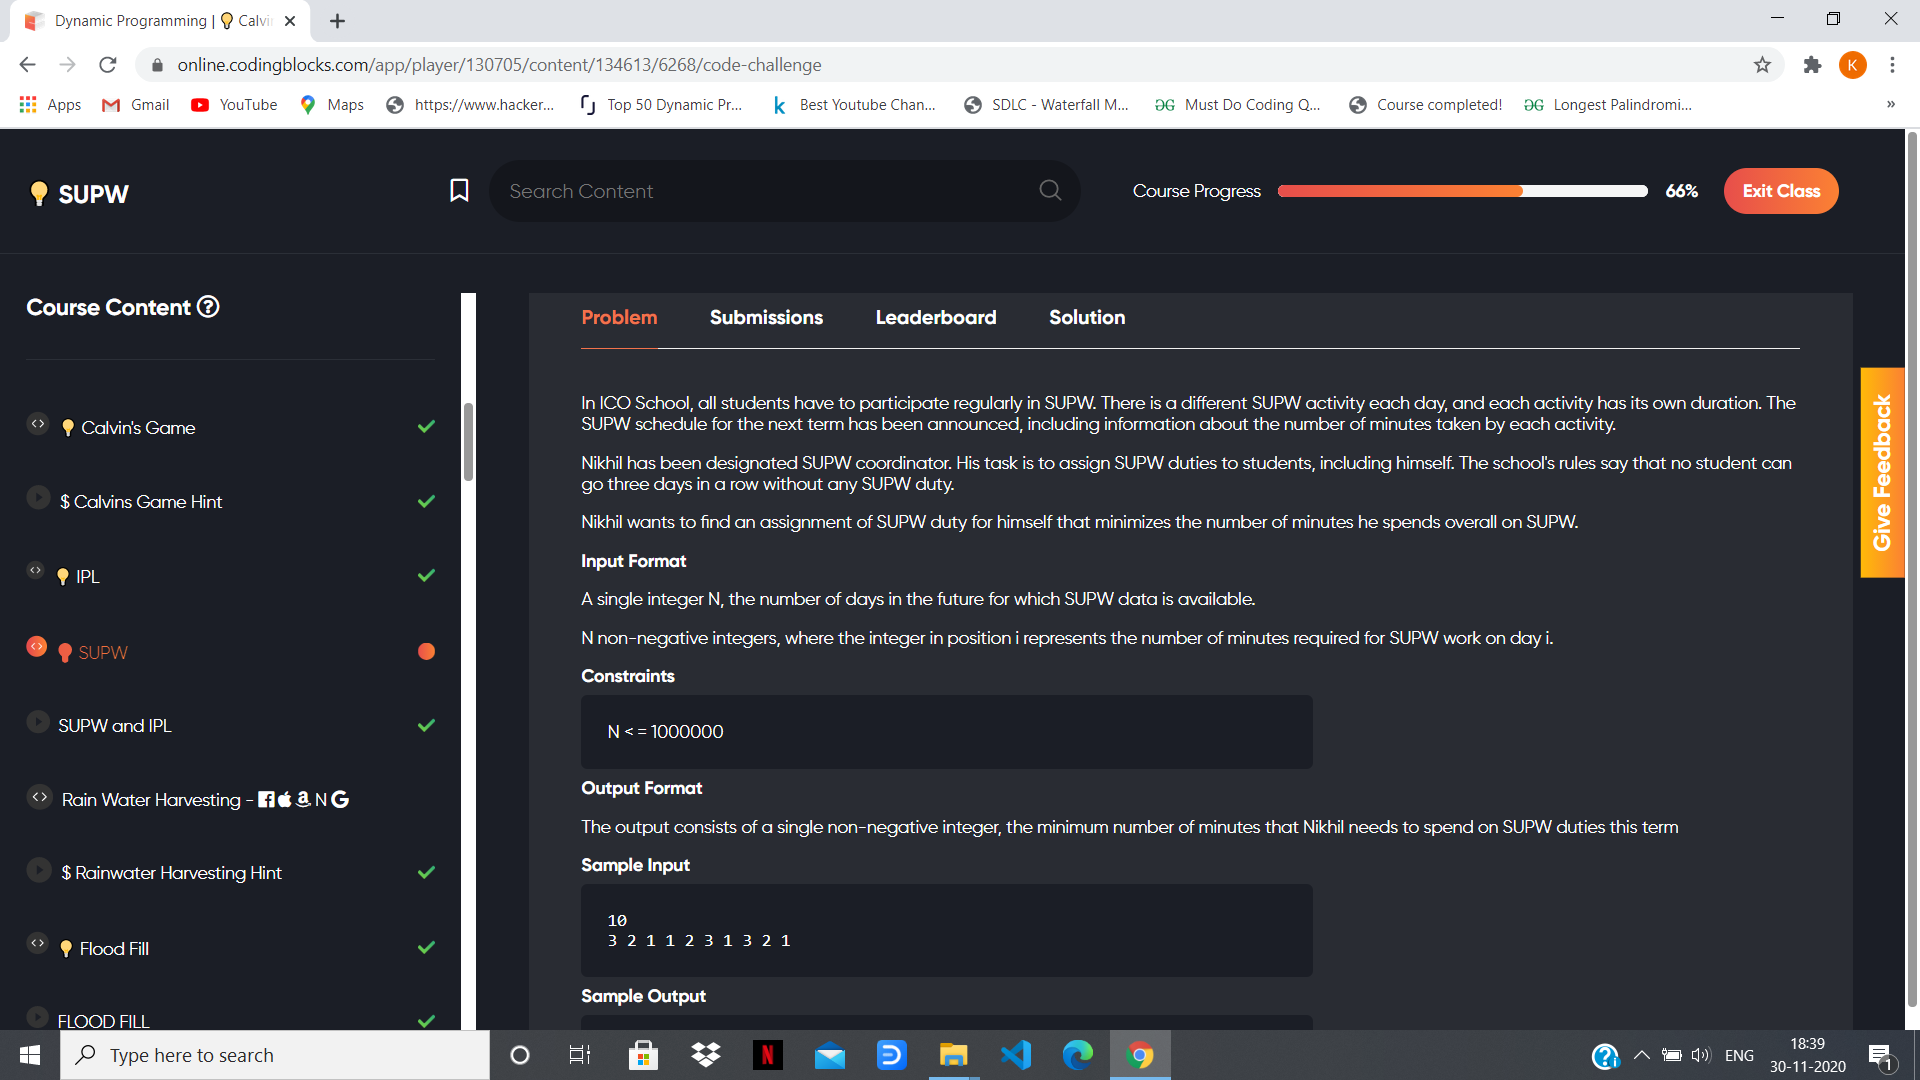 Dynamic Programming | 💡 Calvi
online.codingblocks.com/app/player/130705/content/134613/6268/code-challenge
K
Apps
Gmail
YouTube
Maps
https://www.hacker...
Top 50 Dynamic Pr...
Best Youtube Chan...
SDLC - Waterfall M...
Must Do Coding Q...
Course completed!
Longest Palindromi...
»
SUPW
Search Content
Course Progress
66%
Exit Class
Course Content
Calvin's Game
$ Calvins Game Hint
IPL
SUPW
SUPW and IPL
Rain Water Harvesting - N G
$ Rainwater Harvesting Hint
Flood Fill
FLOOD FILL
Problem
Submissions
Leaderboard
Solution
In ICO School, all students have to participate regularly in SUPW. There is a different SUPW activity each day, and each activity has its own duration. The
SUPW schedule for the next term has been announced, including information about the number of minutes taken by each activity.
Nikhil has been designated SUPW coordinator. His task is to assign SUPW duties to students, including himself. The school's rules say that no student can
go three days in a row without any SUPW duty.
Nikhil wants to find an assignment of SUPW duty for himself that minimizes the number of minutes he spends overall on SUPW.
Input Format
A single integer N, the number of days in the future for which SUPW data is available.
N non-negative integers, where the integer in position i represents the number of minutes required for SUPW work on day i.
Constraints
N < = 1000000
Output Format
The output consists of a single non-negative integer, the minimum number of minutes that Nikhil needs to spend on SUPW duties this term
Sample Input
10
3 2 1 1 2 3 1 3 2 1
Sample Output
Give Feedback
Type here to search
ENG
18:39
30-11-2020
1